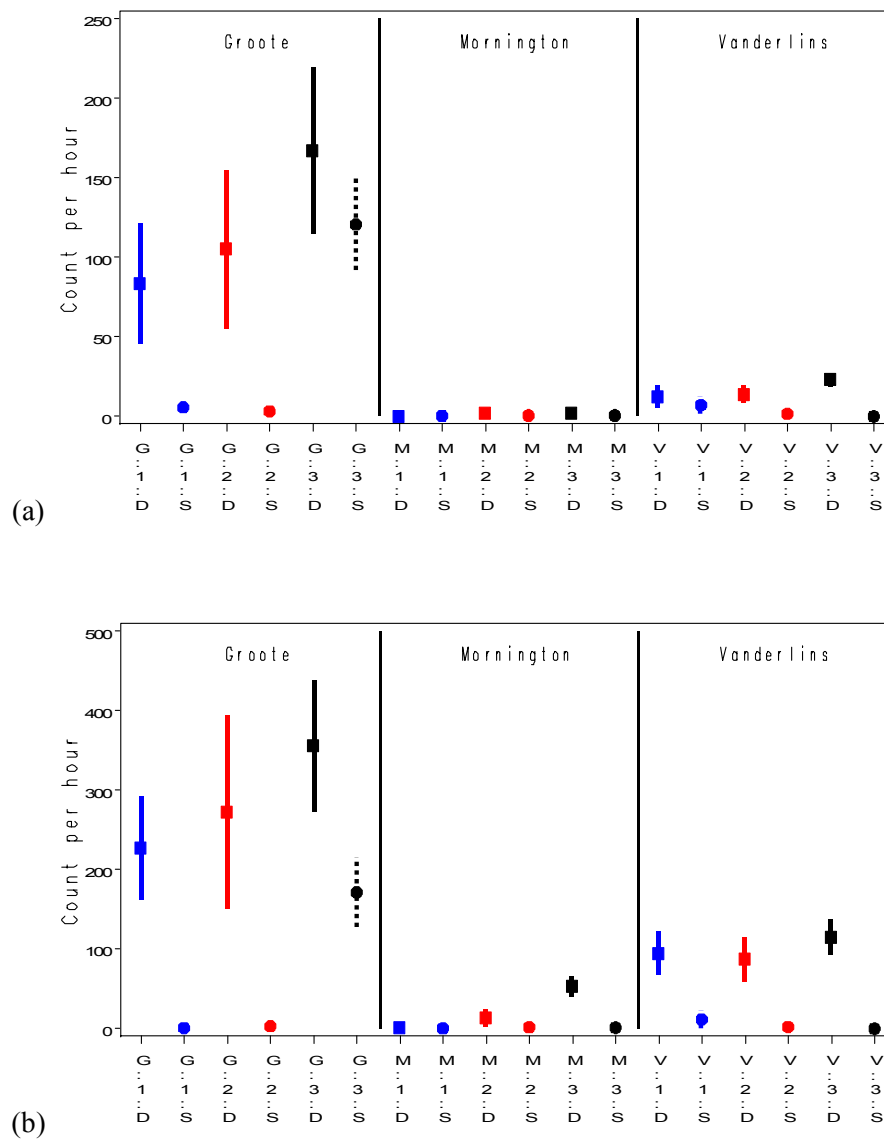 250
200
150
100
50
0
Count per hour
Groote Mornington Vanderlins
G::1::D G::1::S G::2::D G::2::S G::3::D G::3::S M::1::D M::1::S M::2::D M::2::S M::3::D M::3::S V::1::D V::1::S V::2::D V::2::S V::3::D V::3::S
(a)
500
400
300
200
100
0
Count per hour
Groote Mornington Vanderlins
G::1::D G::1::S G::2::D G::2::S G::3::D G::3::S M::1::D M::1::S M::2::D M::2::S M::3::D M::3::S V::1::D V::1::S V::2::D V::2::S V::3::D V::3::S
(b)